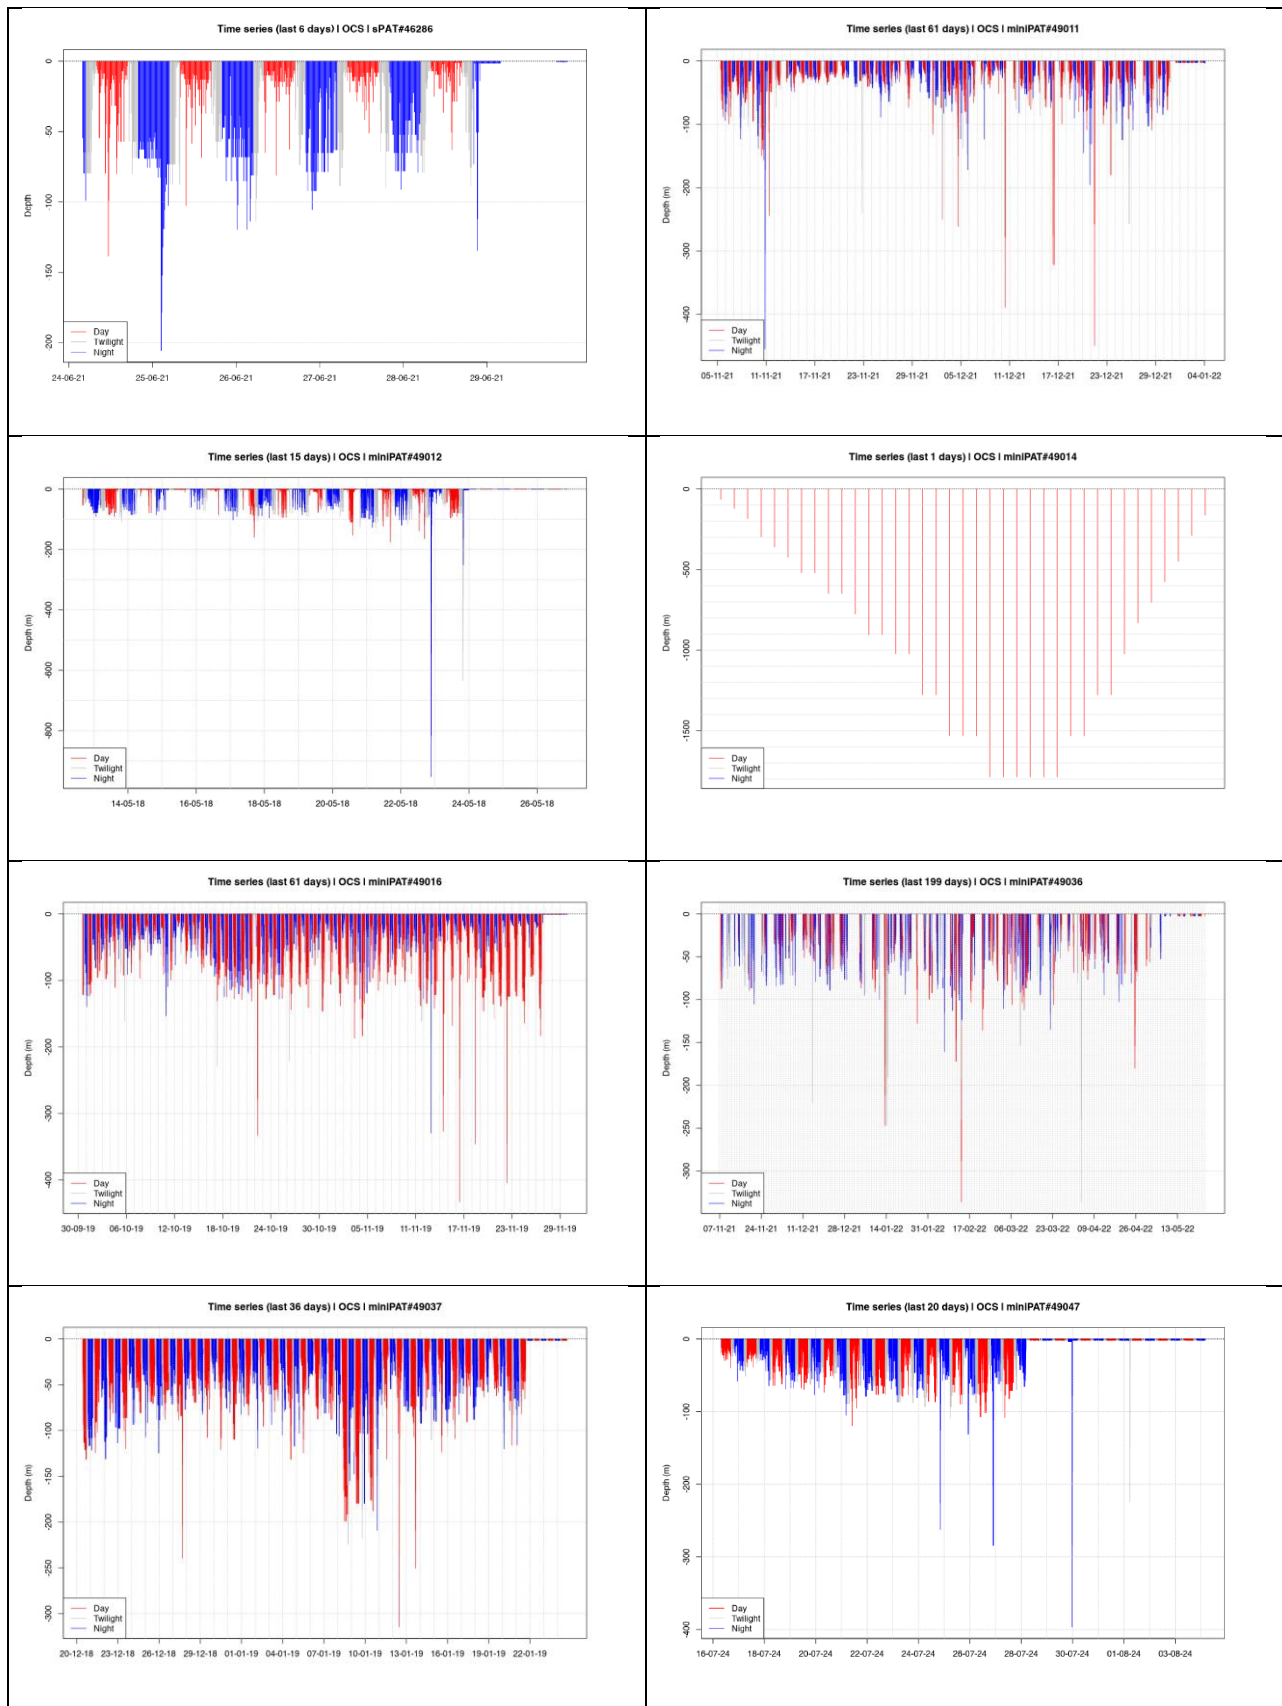 Time series (last 6 days) I OCS I sPAT#46286
0
50
100
150
200
Depth (m)
Day
Twilight
Night
24-06-21 25-06-21 26-06-21 27-06-21 28-06-21 29-06-21
Time series (last 61 days) I OCS I miniPAT#49011
0
-100
-200
-300
-400
Depth (m)
Day
Twilight
Night
05-11-21 11-11-21 17-11-21 23-11-21 29-11-21 05-12-21 11-12-21 17-12-21 23-12-21 29-12-21 04-01-22
Time series (last 15 days) I OCS I miniPAT#49012
0
-200
-400
-600
-800
Depth (m)
Day
Twilight
Night
14-05-18 16-05-18 18-05-18 20-05-18 22-05-18 24-05-18 26-05-18
Time series (last 1 days) I OCS I miniPAT#49014
0
-500
-1000
-1500
Depth (m)
Day
Twilight
Night
Time series (last 61 days) I OCS I miniPAT#49016
0
-100
-200
-300
-400
Depth (m)
Day
Twilight
Night
30-09-19 06-10-19 12-10-19 18-10-19 24-10-19 30-10-19 05-11-19 11-11-19 17-11-19 23-11-19 29-11-19
Time series (last 199 days) I OCS I miniPAT#49036
0
-50
-100
-150
-200
-250
-300
Depth (m)
Day
Twilight
Night
07-11-21 24-11-21 11-12-21 28-12-21 14-01-22 31-01-22 17-02-22 06-03-22 23-03-22 09-04-22 26-04-22 13-05-22
Time series (last 36 days) I OCS I miniPAT#49037
0
-50
-100
-150
-200
-250
-300
Depth (m)
Day
Twilight
Night
20-12-18 23-12-18 26-12-18 29-12-18 01-01-19 04-01-19 07-01-19 10-01-19 13-01-19 16-01-19 19-01-19 22-01-19
Time series (last 20 days) I OCS I miniPAT#49047
0
-100
-200
-300
-400
Depth (m)
Day
Twilight
Night
16-07-24 18-07-24 20-07-24 22-07-24 24-07-24 26-07-24 28-07-24 30-07-24 01-08-24 03-08-24